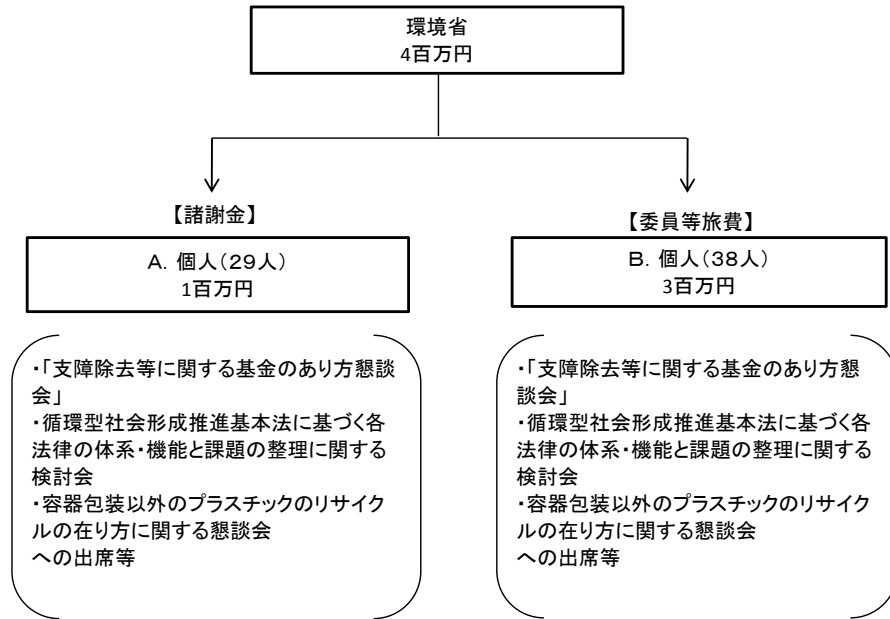 環境省
4百万円
【諸謝金】
A．個人（29人）
1百万円
・「支障除去等に関する基金のあり方懇談
会」
・循環型社会形成推進基本法に基づく各
法律の体系・機能と課題の整理に関する
検討会
・容器包装以外のプラスチックのリサイク
ルの在り方に関する懇談会
への出席等
【委員等旅費】
B．個人（38人）
3百万円
・「支障除去等に関する基金のあり方懇
談会」
・循環型社会形成推進基本法に基づく各
法律の体系・機能と課題の整理に関する
検討会
・容器包装以外のプラスチックのリサイク
ルの在り方に関する懇談会
への出席等